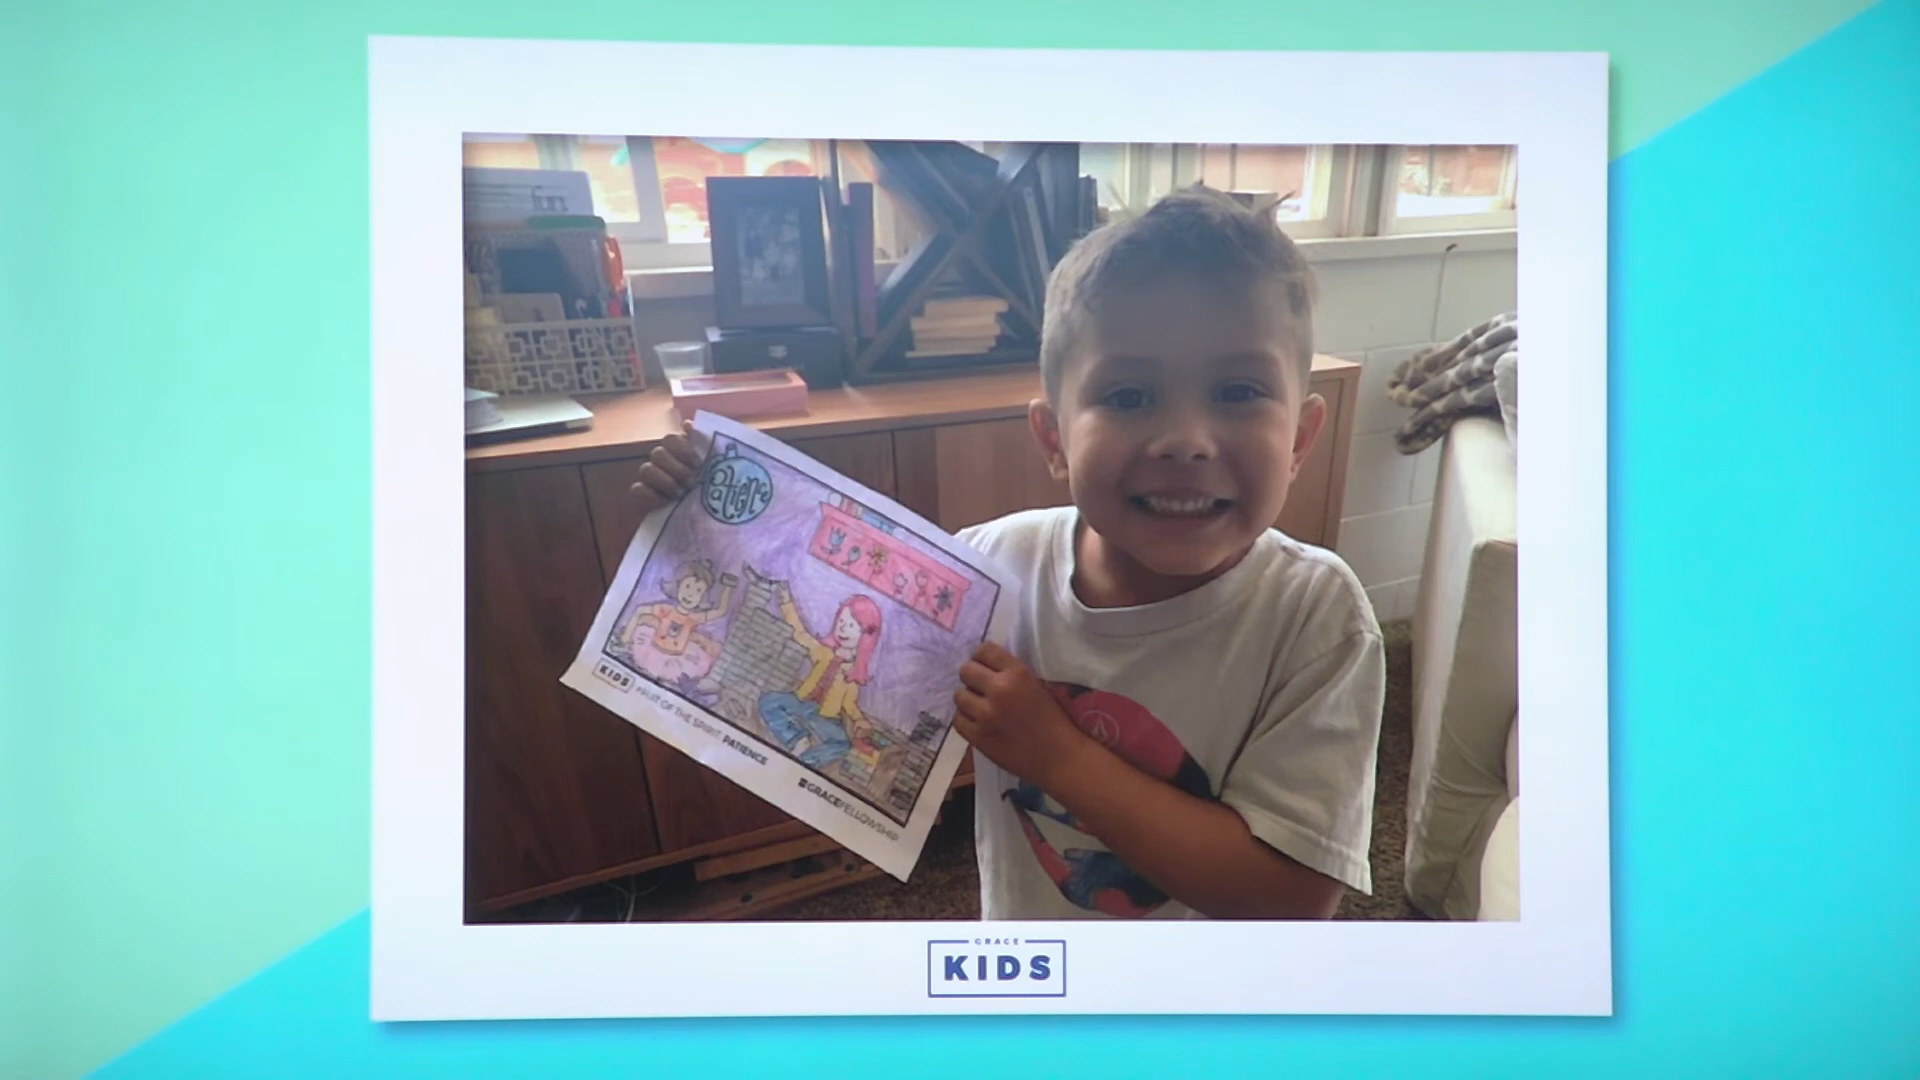 fun
Patience
KIDS
FRUIT OF THE SPIRIT: PATIENCE
GRACEFELLOWSHIP
GRACE
KIDS